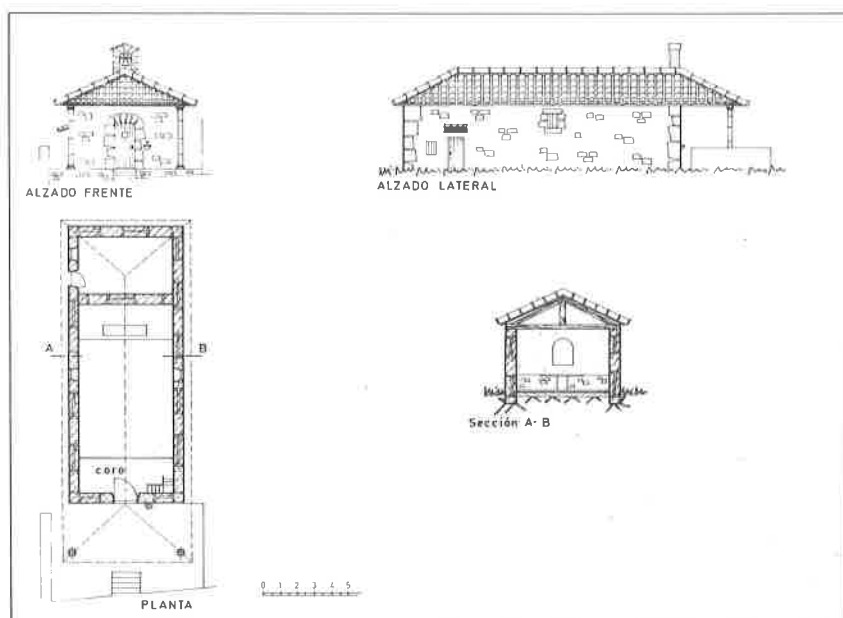 ALZADO FRENTE
ALZADO LATERAL
A
B
Sección A-B
coro
0 1 2 3 4 5
PLANTA